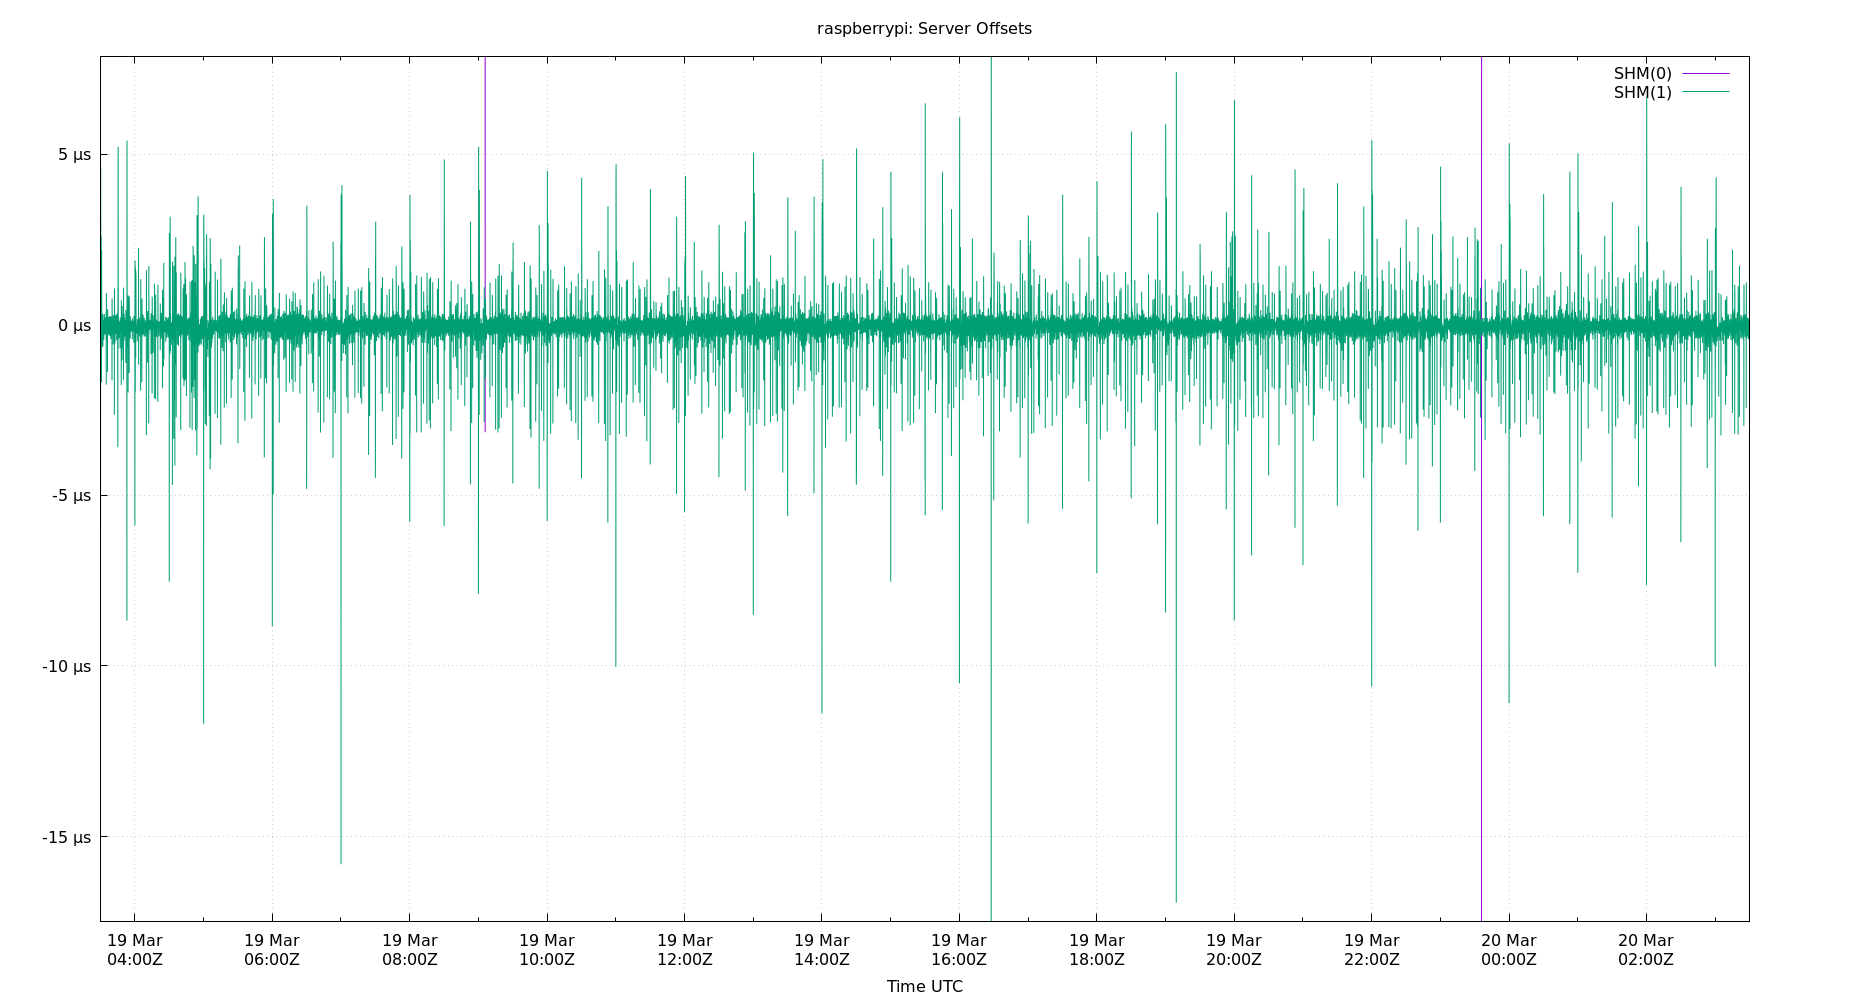 raspberrypi: Server Offsets
SHM(0)
SHM(1)
5 µs
0 µs
-5 µs
-10 µs
-15 µs
19 Mar 19 Mar 19 Mar 19 Mar 19 Mar 19 Mar 19 Mar 19 Mar 19 Mar 19 Mar 20 Mar 20 Mar
04:00Z 06:00Z 08:00Z 10:00Z 12:00Z 14:00Z 16:00Z 18:00Z 20:00Z 22:00Z 00:00Z 02:00Z
Time UTC